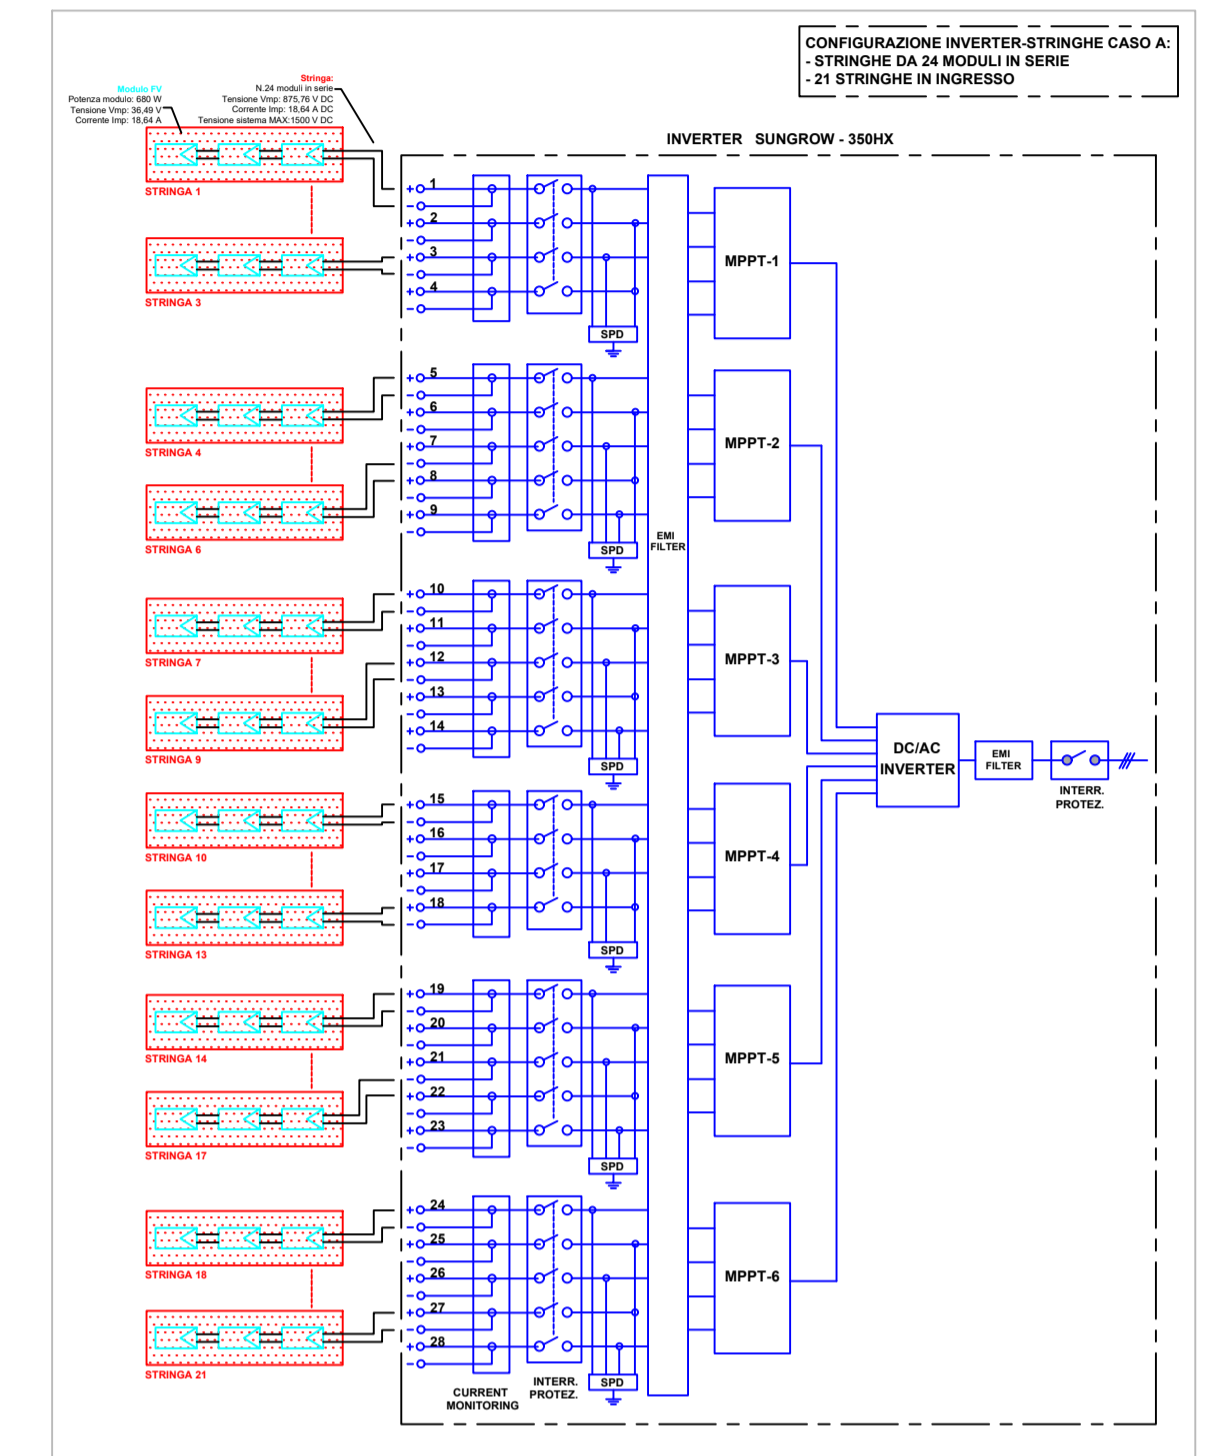 CONFIGURAZIONE INVERTER-STRINGHE CASO A:
- STRINGHE DA 24 MODULI IN SERIE
- 21 STRINGHE IN INGRESSO
Module PV
Potenza modulo: 680 W
Tensione Vmp: 36,49 V
Corrente Imp: 18,64 A
Stringa:
N.24 moduli in serie
Tensione Vmp: 875,76 V DC
Corrente Imp: 18,64 A DC
Tensione sistema MAX:1500 V DC
INVERTER SUNGROW - 350HX
STRINGA 1
STRINGA 3
+ 1
-
+ 2
-
+ 3
-
+ 4
-
SPD
MPPT-1
STRINGA 4
STRINGA 6
+ 5
-
+ 6
-
+ 7
-
+ 8
-
+ 9
-
SPD
MPPT-2
EMI
FILTER
STRINGA 7
STRINGA 9
+ 10
-
+ 11
-
+ 12
-
+ 13
-
+ 14
-
SPD
MPPT-3
DC/AC
INVERTER
EMI
FILTER
INTERR.
PROTEZ.
STRINGA 10
STRINGA 13
+ 15
-
+ 16
-
+ 17
-
+ 18
-
SPD
MPPT-4
STRINGA 14
STRINGA 17
+ 19
-
+ 20
-
+ 21
-
+ 22
-
+ 23
-
SPD
MPPT-5
STRINGA 18
STRINGA 21
+ 24
-
+ 25
-
+ 26
-
+ 27
-
+ 28
-
SPD
MPPT-6
CURRENT
MONITORING
INTERR.
PROTEZ.